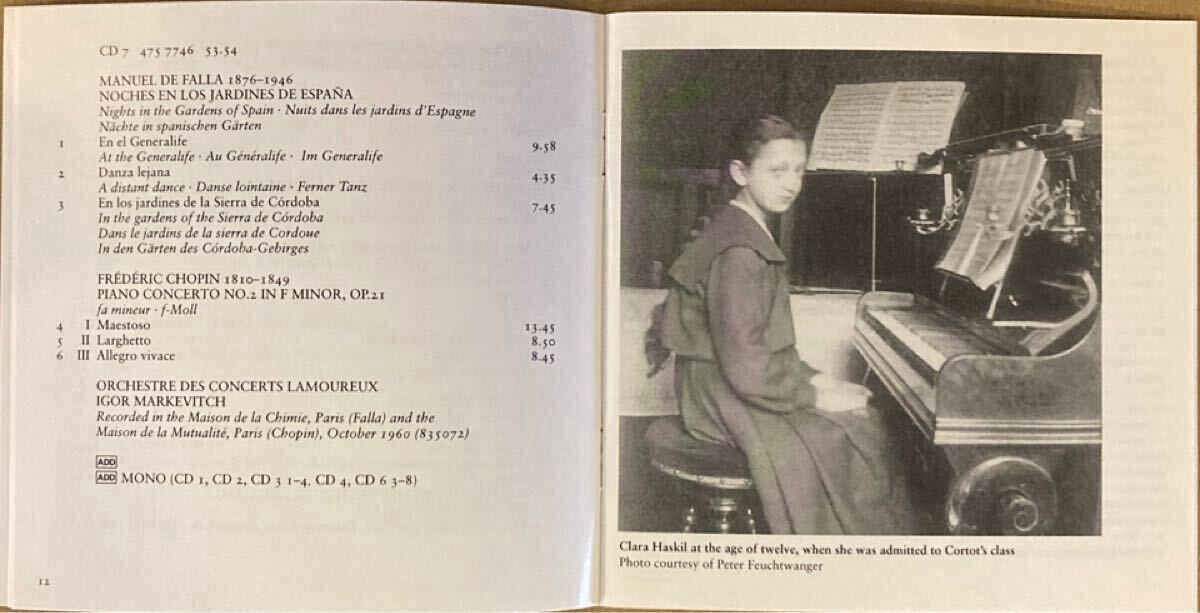 CD 7 475 7746 53.54
MANUEL DE FALLA 1876–1946
NOCHES EN LOS JARDINES DE ESPAÑA
Nights in the Gardens of Spain · Nuits dans les jardins d'Espagne
Nächte in spanischen Gärten
1 En el Generalife 9.58
At the Generalife · Au Généralife · Im Generalife
2 Danza lejana 4.35
A distant dance · Danse lointaine · Ferner Tanz
3 En los jardines de la Sierra de Córdoba 7.45
In the gardens of the Sierra de Córdoba
Dans le jardins de la sierra de Cordoue
In den Gärten des Córdoba-Gebirges
FRÉDÉRIC CHOPIN 1810–1849
PIANO CONCERTO NO.2 IN F MINOR, OP.21
fa mineur · f-Moll
4 I Maestoso 13.45
5 II Larghetto 8.50
6 III Allegro vivace 8.45
ORCHESTRE DES CONCERTS LAMOUREUX
IGOR MARKEVITCH
Recorded in the Maison de la Chimie, Paris (Falla) and the
Maison de la Mutualité, Paris (Chopin), October 1960 (835072)
ADD
ADD MONO (CD 1, CD 2, CD 3 1–4, CD 4, CD 6 3–8)
12
Clara Haskil at the age of twelve, when she was admitted to Cortot's class
Photo courtesy of Peter Feuchtwanger